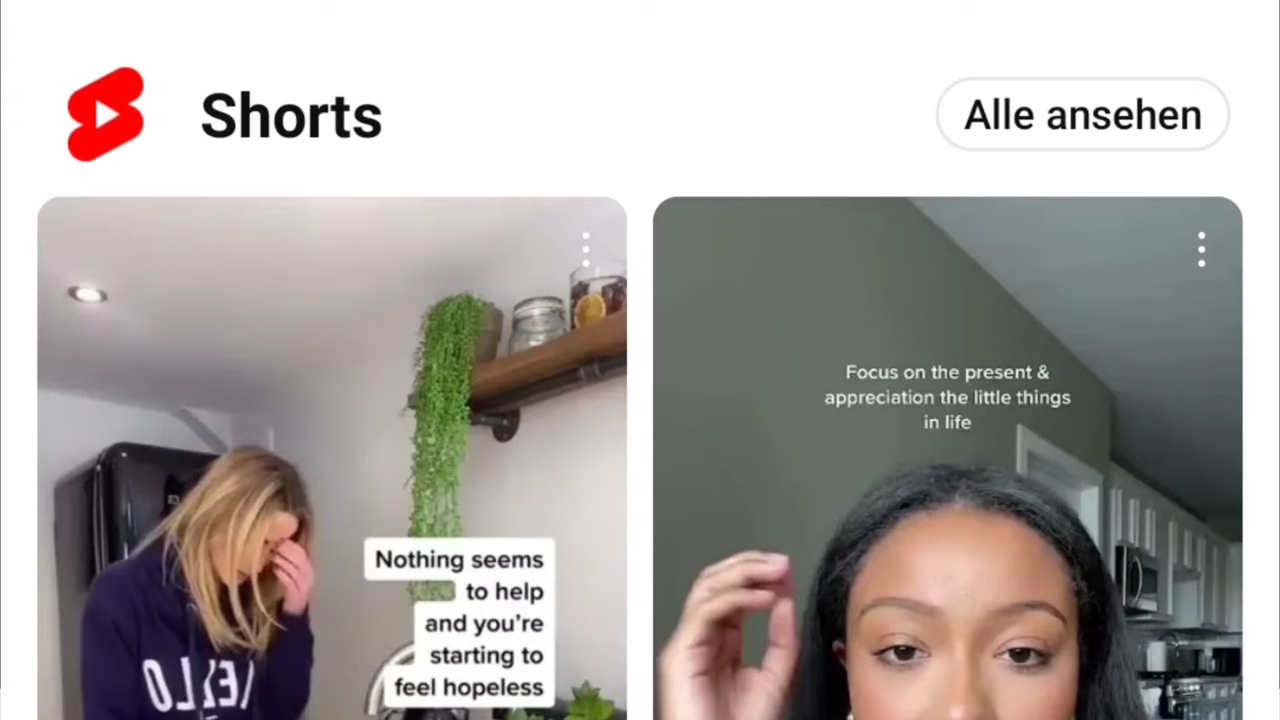 Shorts
Alle ansehen
Nothing seems
to help
and you're
starting to
feel hopeless
Focus on the present &
appreciation the little things
in life